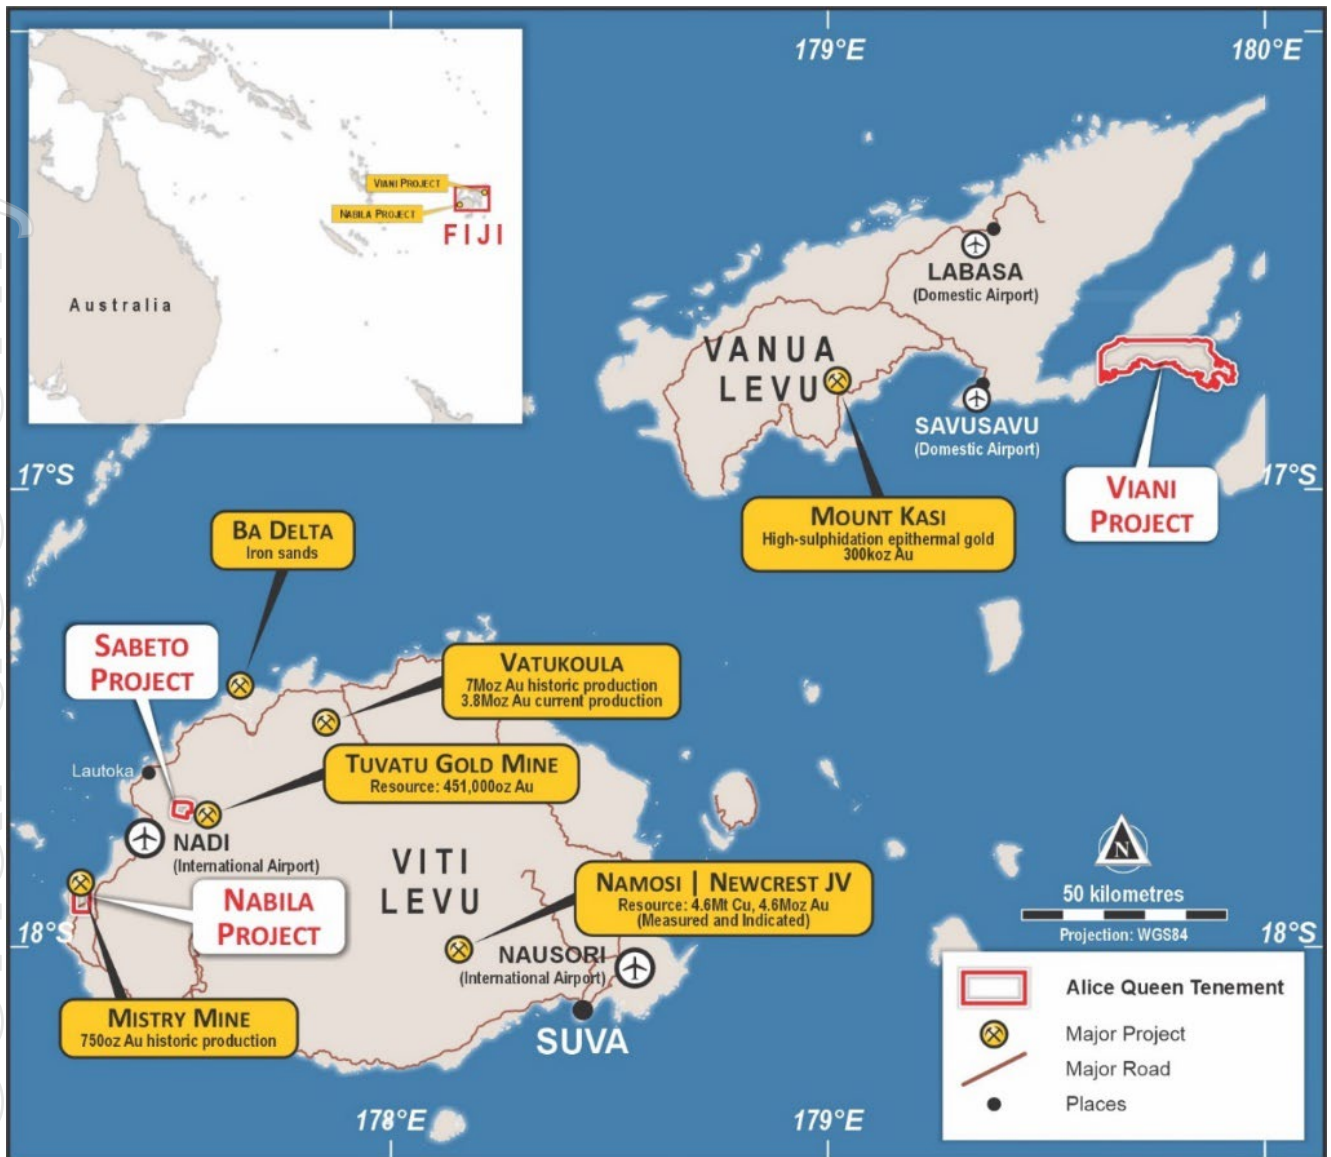 179°E
180°E
VIANI PROJECT
NABILA PROJECT
FIJI
Australia
LABASA
(Domestic Airport)
VANUA
LEVU
SAVUSAVU
(Domestic Airport)
17°S
17°S
VIANI
PROJECT
MOUNT KASI
High-sulphidation epithermal gold
300koz Au
BA DELTA
Iron sands
SABETO
PROJECT
VATUKOULA
7Moz Au historic production
3.8Moz Au current production
Lautoka
TUVATU GOLD MINE
Resource: 451,000oz Au
NADI
(International Airport)
VITI
LEVU
NABILA
PROJECT
NAMOSI | NEWCREST JV
Resource: 4.6Mt Cu, 4.6Moz Au
(Measured and Indicated)
N
50 kilometres
Projection: WGS84
18°S
18°S
NAUSORI
(International Airport)
MISTRY MINE
750oz Au historic production
SUVA
Alice Queen Tenement
Major Project
Major Road
Places
178°E
179°E